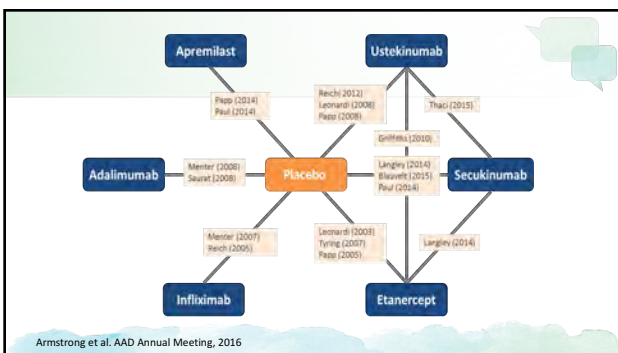 Apremilast
Ustekinumab
Papp (2014)
Paul (2014)
Reich (2012)
Leonardi (2008)
Papp (2008)
Thaci (2015)
Griffiths (2010)
Adalimumab
Menter (2008)
Saurat (2008)
Placebo
Langley (2014)
Blauvelt (2015)
Paul (2014)
Secukinumab
Menter (2007)
Reich (2005)
Leonardi (2003)
Tyring (2007)
Papp (2005)
Langley (2014)
Infliximab
Etanercept
Armstrong et al. AAD Annual Meeting, 2016